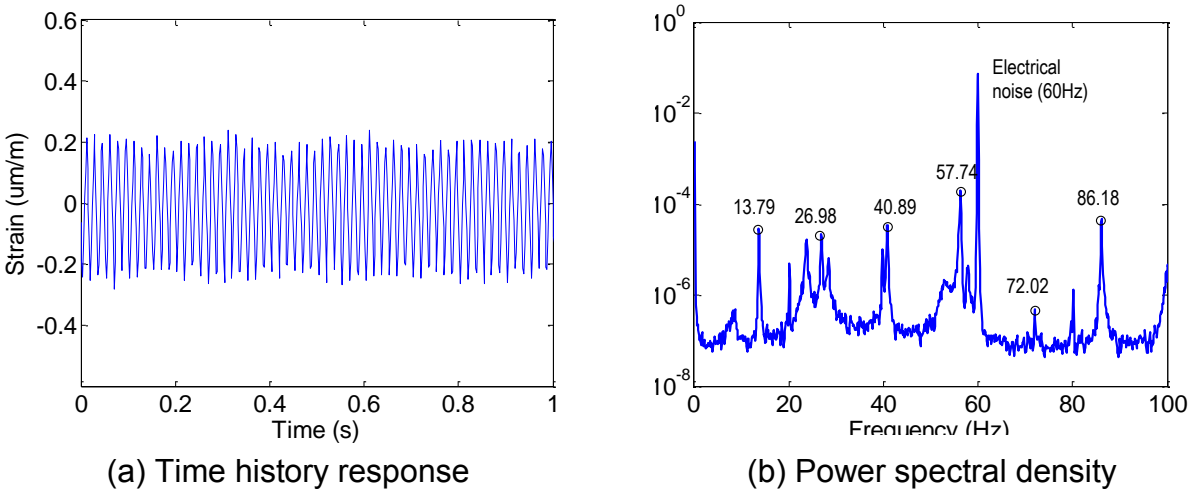 0.6
0.4
0.2
0
-0.2
-0.4
Strain (um/m)
0 0.2 0.4 0.6 0.8 1
Time (s)
(a) Time history response
10^0
10^-2
10^-4
10^-6
10^-8
Electrical
noise (60Hz)
13.79
26.98
40.89
57.74
72.02
86.18
0 20 40 60 80 100
Frequency (Hz)
(b) Power spectral density